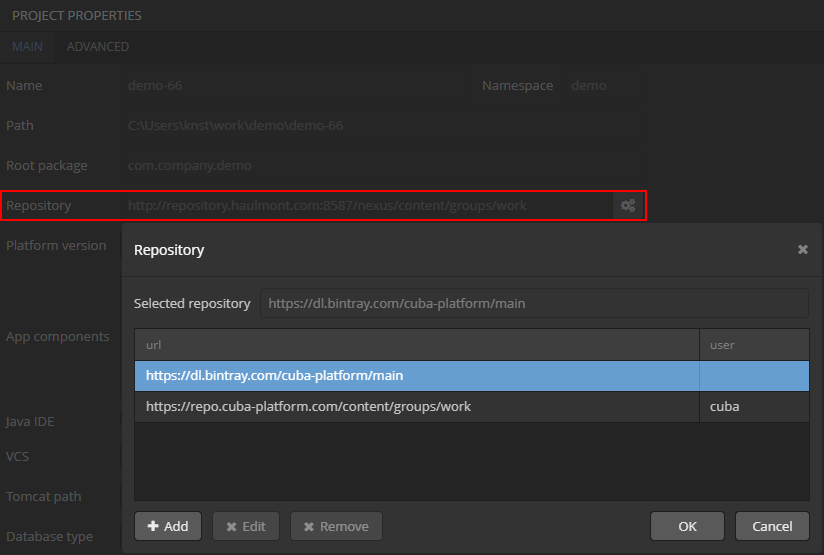 PROJECT PROPERTIES
MAIN ADVANCED
Name demo-66 Namespace demo
Path C:\Users\knst\work\demo\demo-66
Root package com.company.demo
Repository http://repository.haulmont.com:8587/nexus/content/groups/work
Platform version
Repository
Selected repository https://dl.bintray.com/cuba-platform/main
url user
App components
https://dl.bintray.com/cuba-platform/main
https://repo.cuba-platform.com/content/groups/work cuba
Java IDE
VCS
Tomcat path
Database type
Add Edit Remove OK Cancel